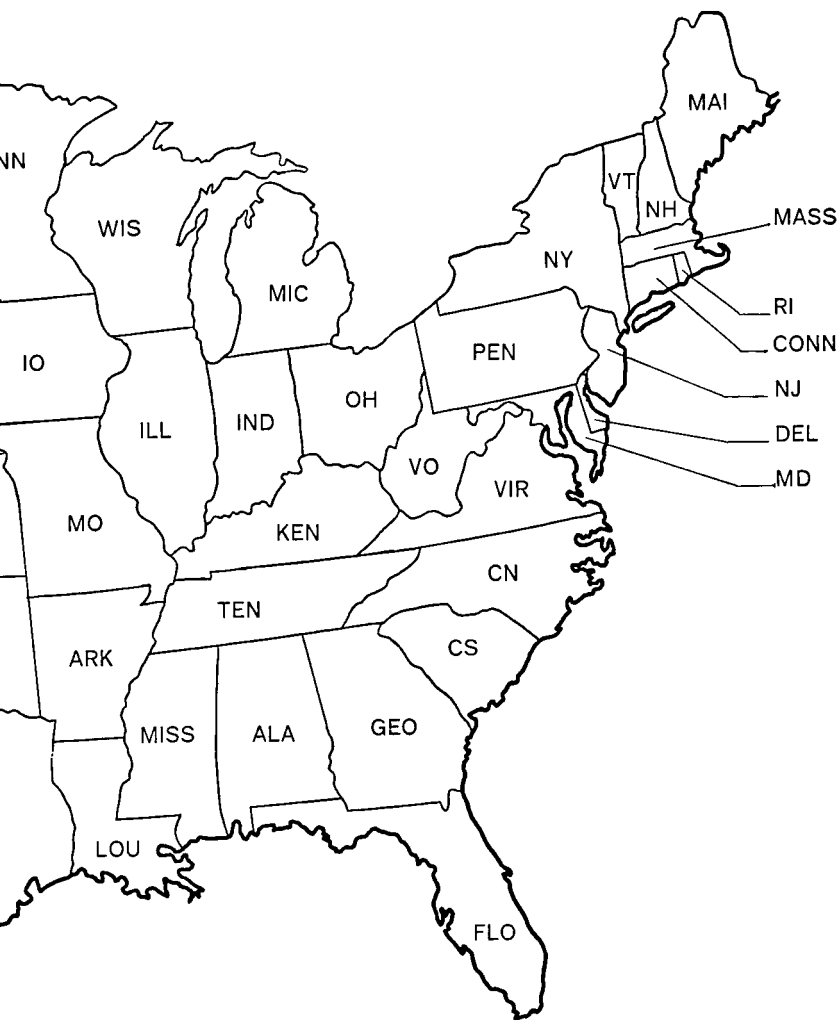 MAI
NN
VT
NH
WIS
MASS
NY
MIC
RI
CONN
PEN
IO
NJ
OH
IND
ILL
DEL
VO
MD
VIR
MO
KEN
CN
TEN
CS
ARK
GEO
MISS
ALA
LOU
FLO